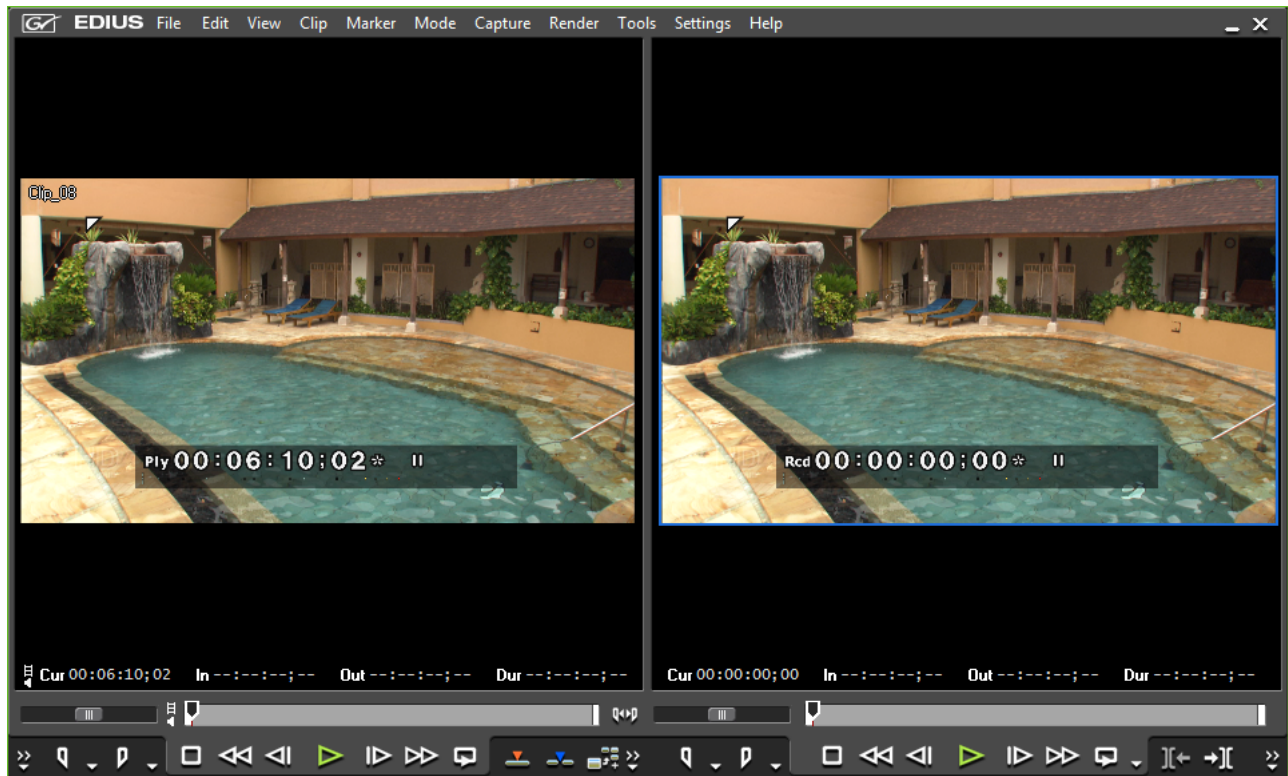 EDIUS File Edit View Clip Marker Mode Capture Render Tools Settings Help
Clip_08
Ply 00:06:10;02* II
Rcd 00:00:00;00* II
Cur 00:06:10;02 In --:--:--;-- Out --:--:--;-- Dur --:--:--;--
Cur 00:00:00;00 In --:--:--;-- Out --:--:--;-- Dur --:--:--;--